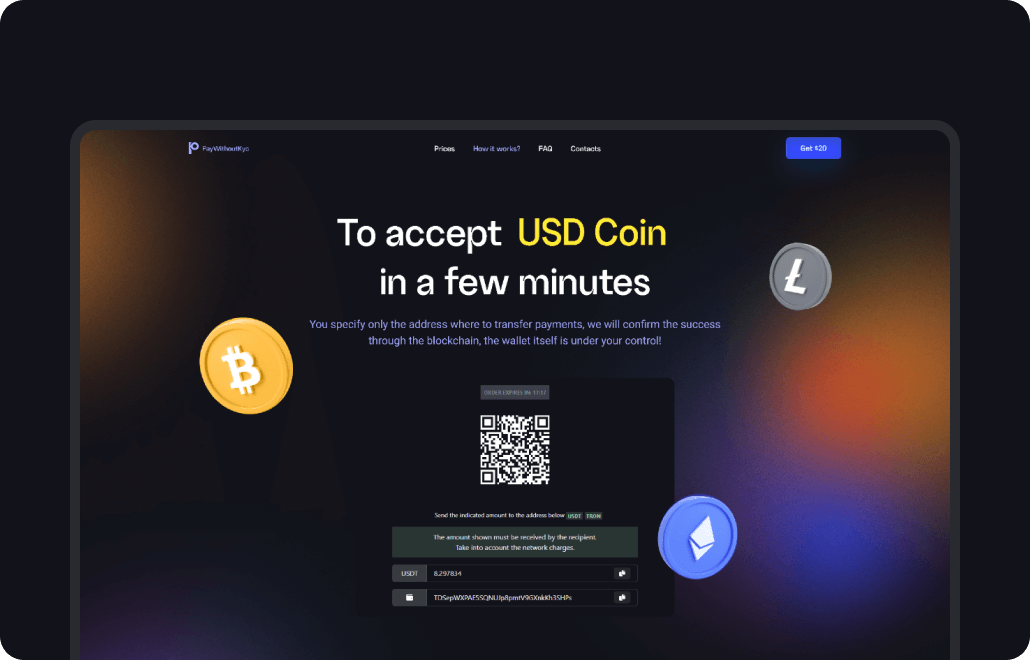 PayWithoutKyc
Prices
How it works?
FAQ
Contacts
Get $20
To accept USD Coin
in a few minutes
You specify only the address where to transfer payments, we will confirm the success
through the blockchain, the wallet itself is under your control!
ORDER EXPIRES IN: 17:17
Send the indicated amount to the address below USDT TRON
The amount shown must be received by the recipient.
Take into account the network charges.
USDT 8.297834